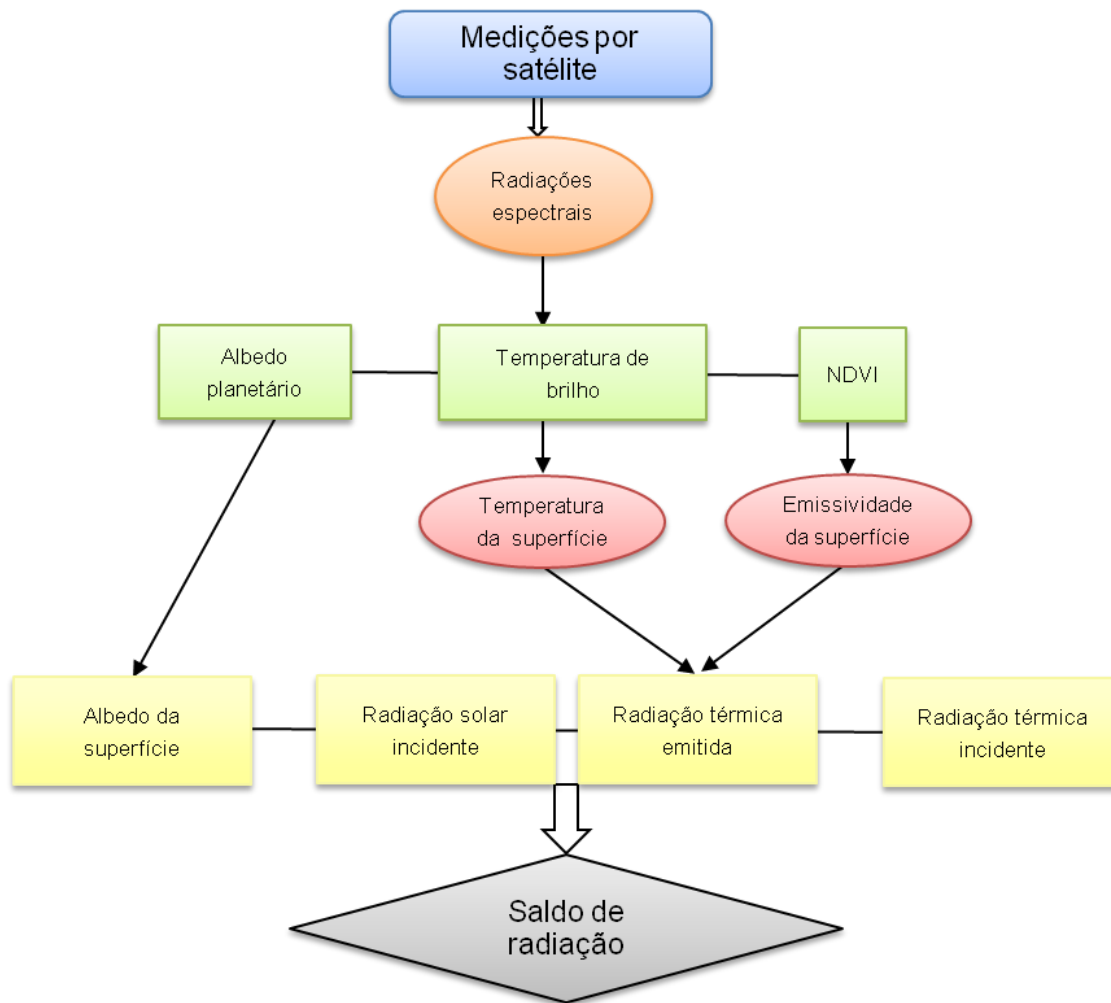 Medições por
satélite
Radiações
espectrais
Albedo
planetário
Temperatura de
brilho
NDVI
Temperatura
da superfície
Emissividade
da superfície
Albedo da
superfície
Radiação solar
incidente
Radiação térmica
emitida
Radiação térmica
incidente
Saldo de
radiação